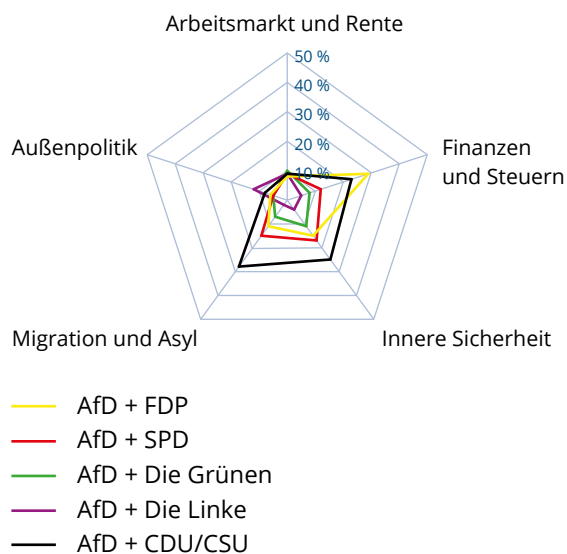 Arbeitsmarkt und Rente
50 %
40 %
30 %
20 %
10 %
Außenpolitik
Finanzen
und Steuern
Migration und Asyl
Innere Sicherheit
AfD + FDP
AfD + SPD
AfD + Die Grünen
AfD + Die Linke
AfD + CDU/CSU